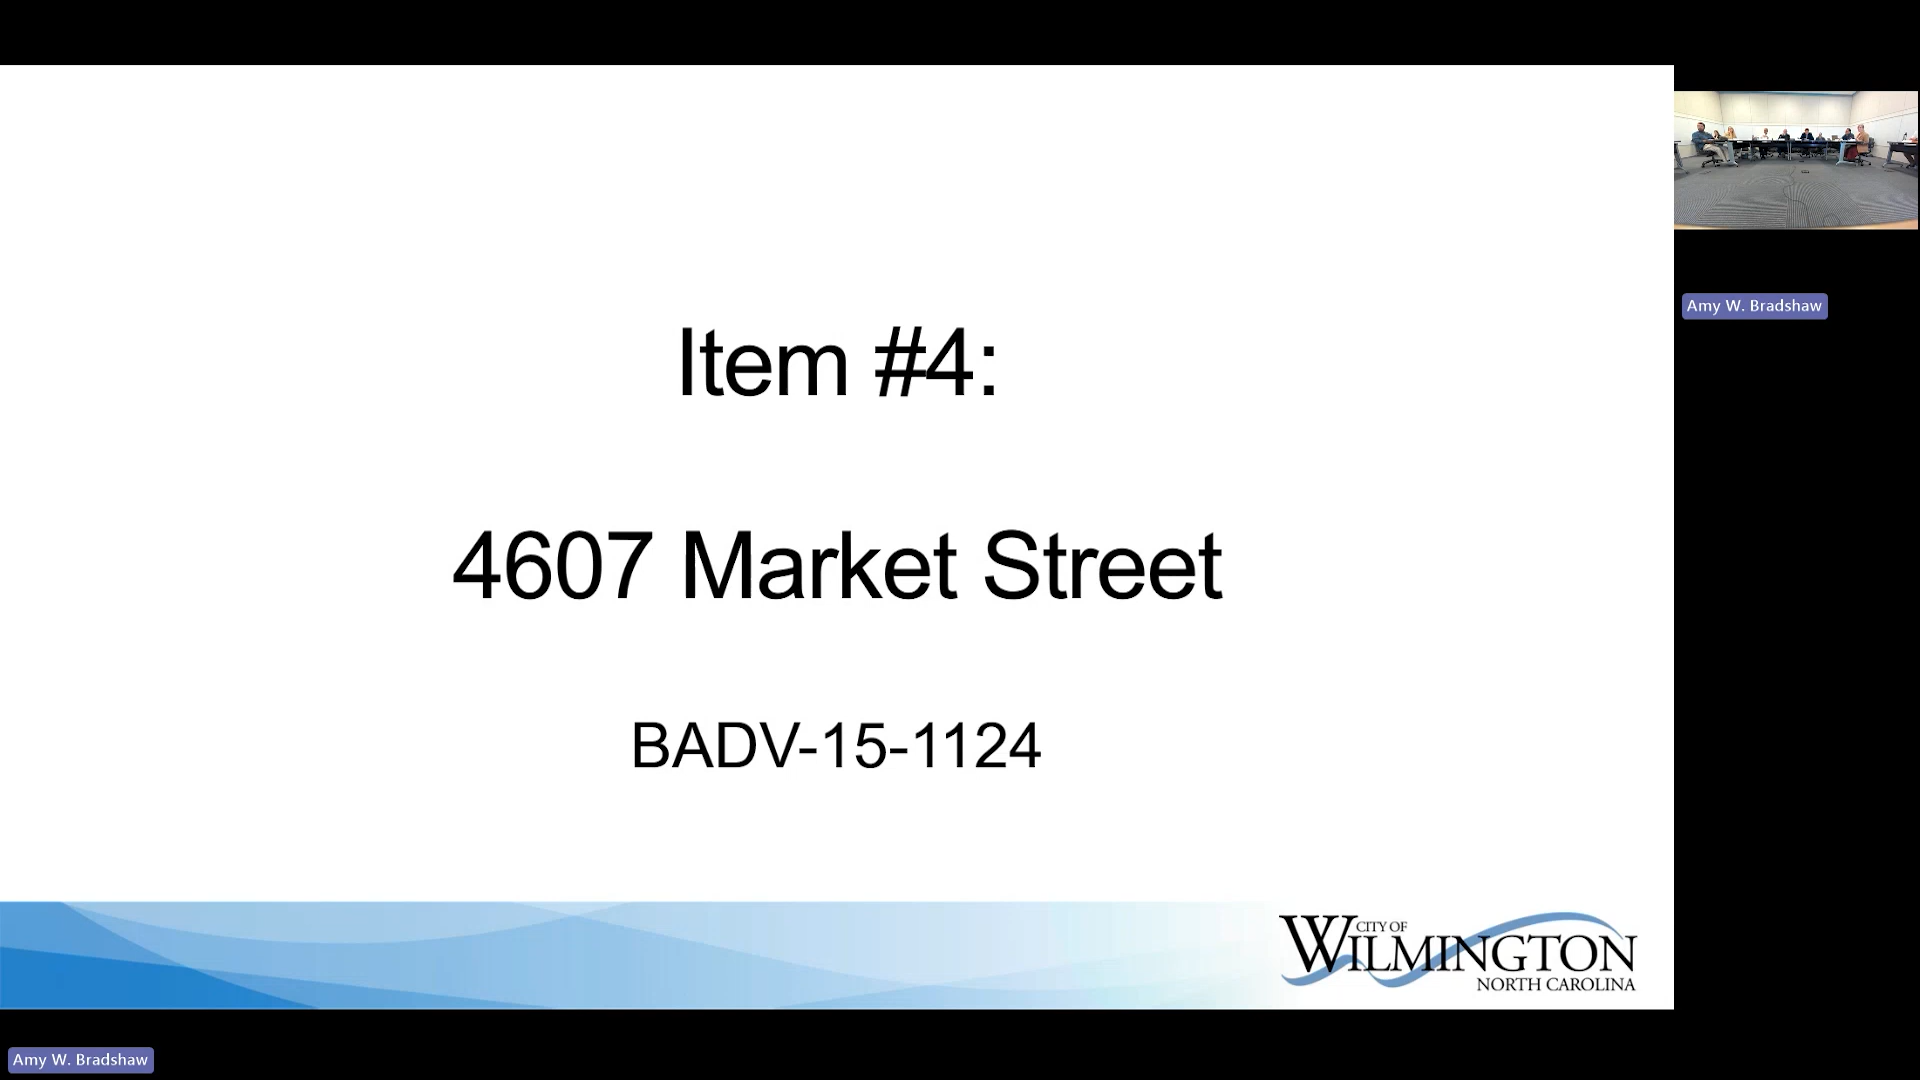 Item #4:
4607 Market Street
BADV-15-1124
CITY OF
WILMINGTON
NORTH CAROLINA
Amy W. Bradshaw
Amy W. Bradshaw